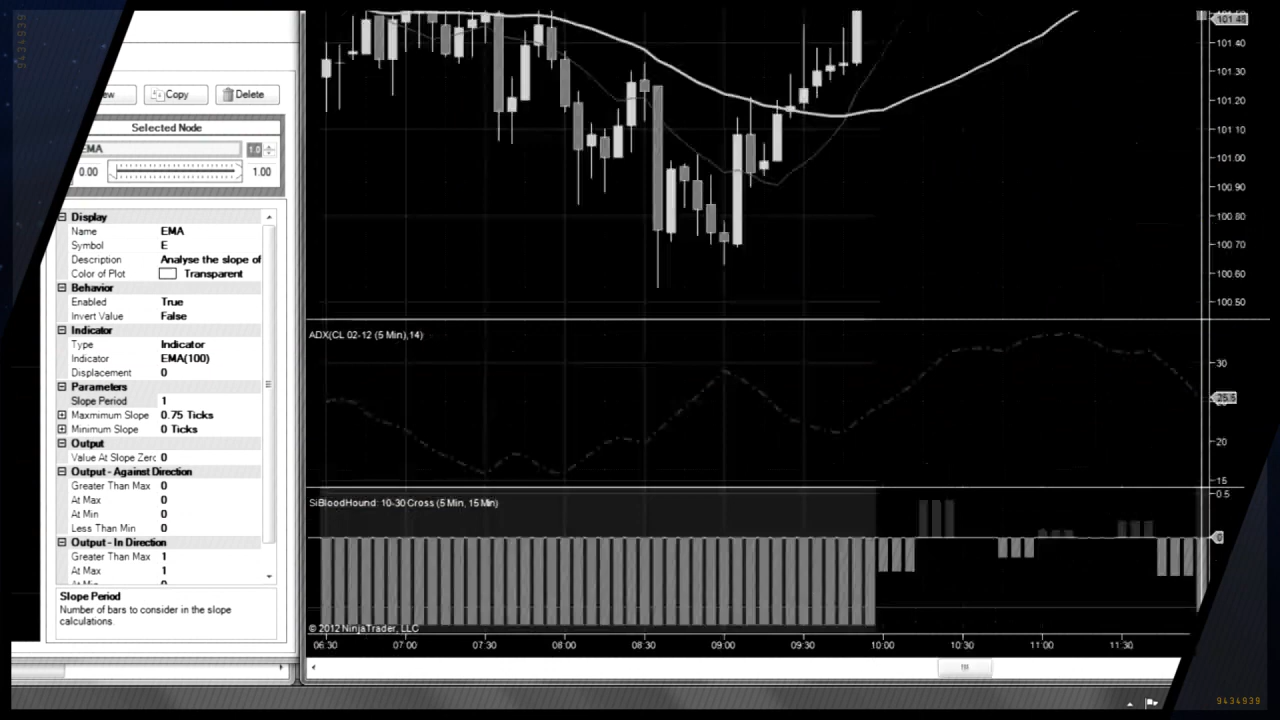 9434939
ew
Copy
Delete
Selected Node
EMA
1.0
0.00
1.00
Display
Name EMA
Symbol E
Description Analyse the slope of
Color of Plot Transparent
Behavior
Enabled True
Invert Value False
Indicator
Type Indicator
Indicator EMA(100)
Displacement 0
Parameters
Slope Period 1
Maxmimum Slope 0.75 Ticks
Minimum Slope 0 Ticks
Output
Value At Slope Zerc 0
Output - Against Direction
Greater Than Max 0
At Max 0
At Min 0
Less Than Min 0
Output - In Direction
Greater Than Max 1
At Max 1
At Min 0
Slope Period
Number of bars to consider in the slope
calculations.
101.50
101.48
101.40
101.30
101.20
101.10
101.00
100.90
100.80
100.70
100.60
100.50
ADX(CL 02-12 (5 Min),14)
30
25.5
20
15
SiBloodHound: 10-30 Cross (5 Min, 15 Min)
0.5
0
© 2012 NinjaTrader, LLC
06:30 07:00 07:30 08:00 08:30 09:00 09:30 10:00 10:30 11:00 11:30
9434939